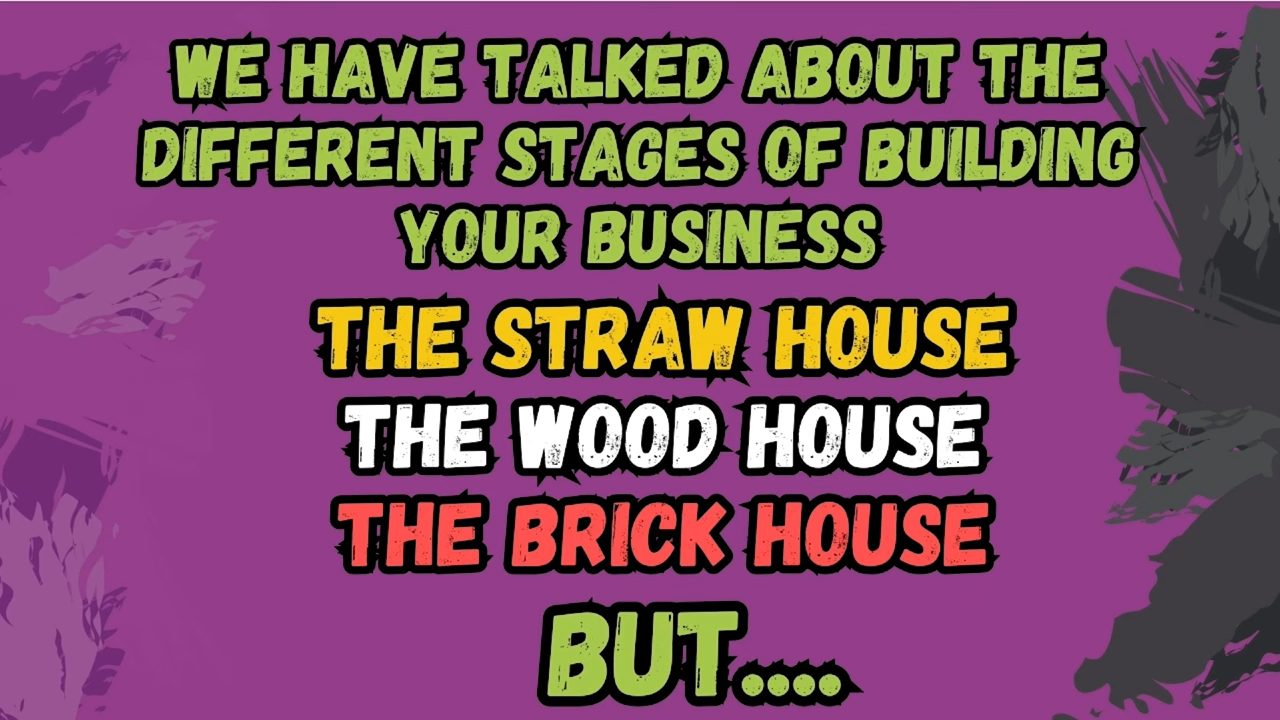 WE HAVE TALKED ABOUT THE
DIFFERENT STAGES OF BUILDING
YOUR BUSINESS
THE STRAW HOUSE
THE WOOD HOUSE
THE BRICK HOUSE
BUT....